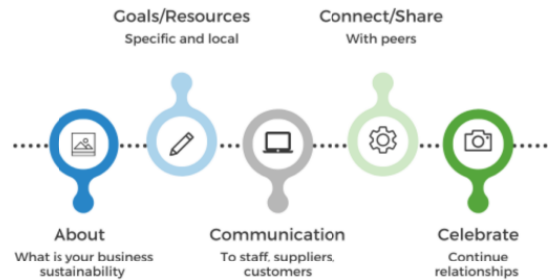 Goals/Resources
Specific and local
Connect/Share
With peers
About
What is your business
sustainability
Communication
To staff, suppliers,
customers
Celebrate
Continue
relationships